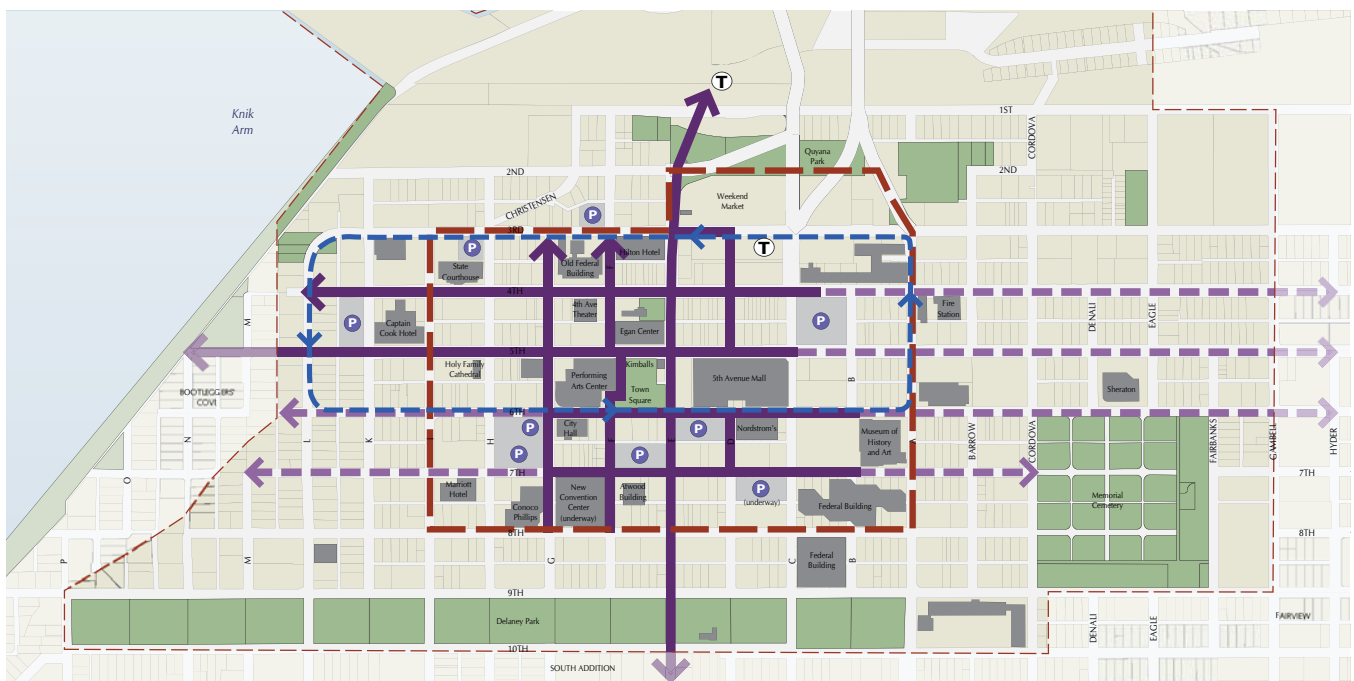 T
1ST
Knik
Arm
CORDOVA
Quyana
Park
2ND
2ND
Weekend
Market
CHRISTENSEN
P
3RD
P
T
Hilton Hotel
State
Courthouse
Old Federal
Building
F
4TH
4th Ave
Theater
Fire
Station
M
P
Captain
Cook Hotel
Egan Center
P
DENALI
EAGLE
5TH
Holy Family
Cathedral
Kimballs
Performing
Arts Center
5th Avenue Mall
B
Town
Square
Sheraton
BOOTLEGGERS'
COVE
6TH
P
City
Hall
P
Nordstrom's
N
L
K
I
H
F
E
D
A
Museum of
History
and Art
BARROW
CORDOVA
FAIRBANKS
GAMBELL
HYDER
P
P
7TH
7TH
O
Marriott
Hotel
New
Convention
Center
(underway)
Atwood
Building
P
(underway)
Conoco
Phillips
Federal Building
Memorial
Cemetery
8TH
8TH
P
M
G
C
Federal
Building
B
9TH
Delaney Park
DENALI
EAGLE
FAIRVIEW
10TH
SOUTH ADDITION